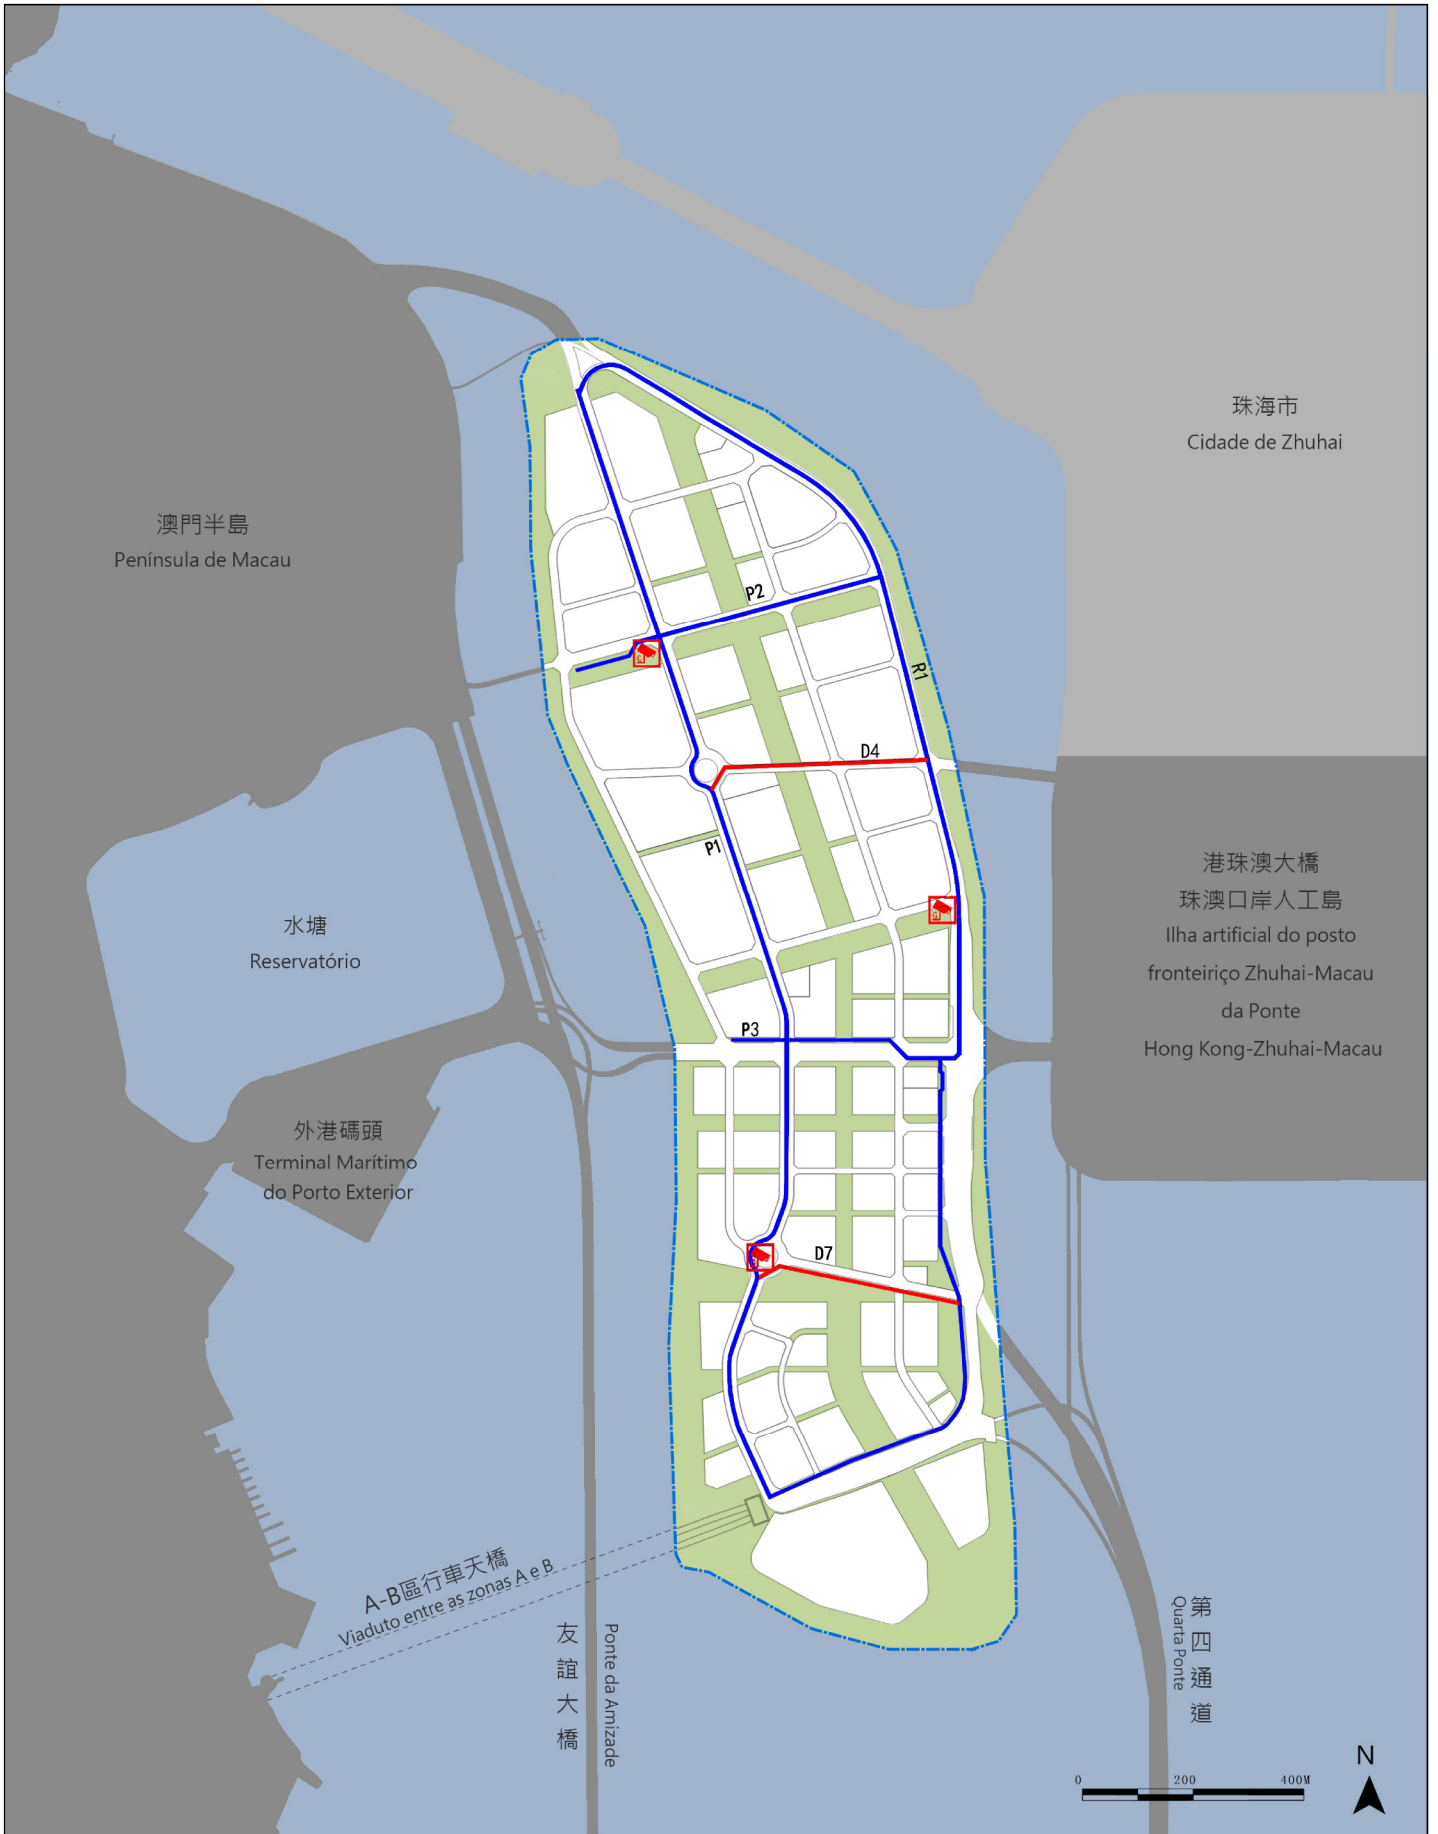 珠海市
Cidade de Zhuhai
澳門半島
Península de Macau
P2
R1
D4
P1
港珠澳大橋
珠澳口岸人工島
Ilha artificial do posto
fronteiriço Zhuhai-Macau
da Ponte
Hong Kong-Zhuhai-Macau
水塘
Reservatório
P3
外港碼頭
Terminal Marítimo
do Porto Exterior
D7
A-B區行車天橋
Viaduto entre as zonas A e B
友誼大橋
Ponte da Amizade
第四通道
Quarta Ponte
N
0 200 400M